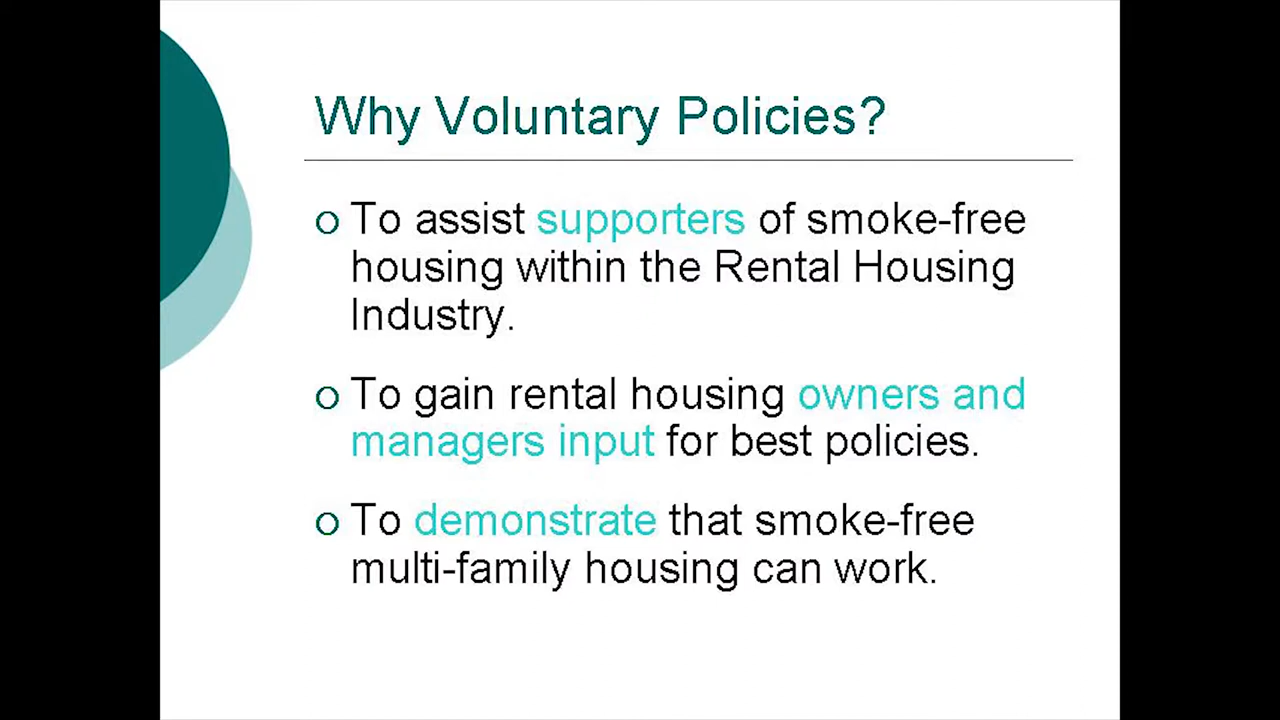 Why Voluntary Policies?
To assist supporters of smoke-free
housing within the Rental Housing
Industry.
To gain rental housing owners and
managers input for best policies.
To demonstrate that smoke-free
multi-family housing can work.